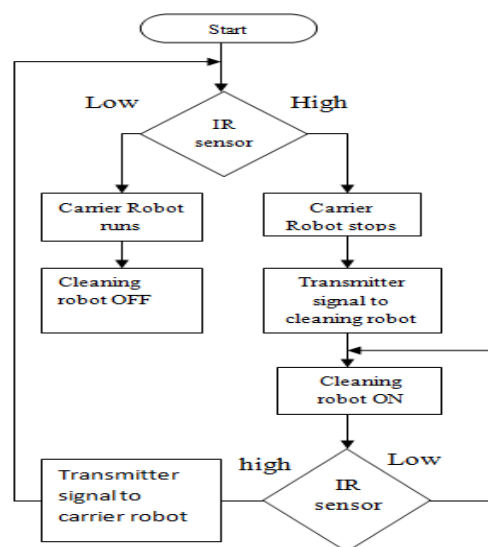 Start
Low
High
IR
sensor
Carrier Robot
runs
Carrier
Robot stops
Cleaning
robot OFF
Transmitter
signal to
cleaning robot
Cleaning
robot ON
Transmitter
signal to
carrier robot
high
Low
IR
sensor